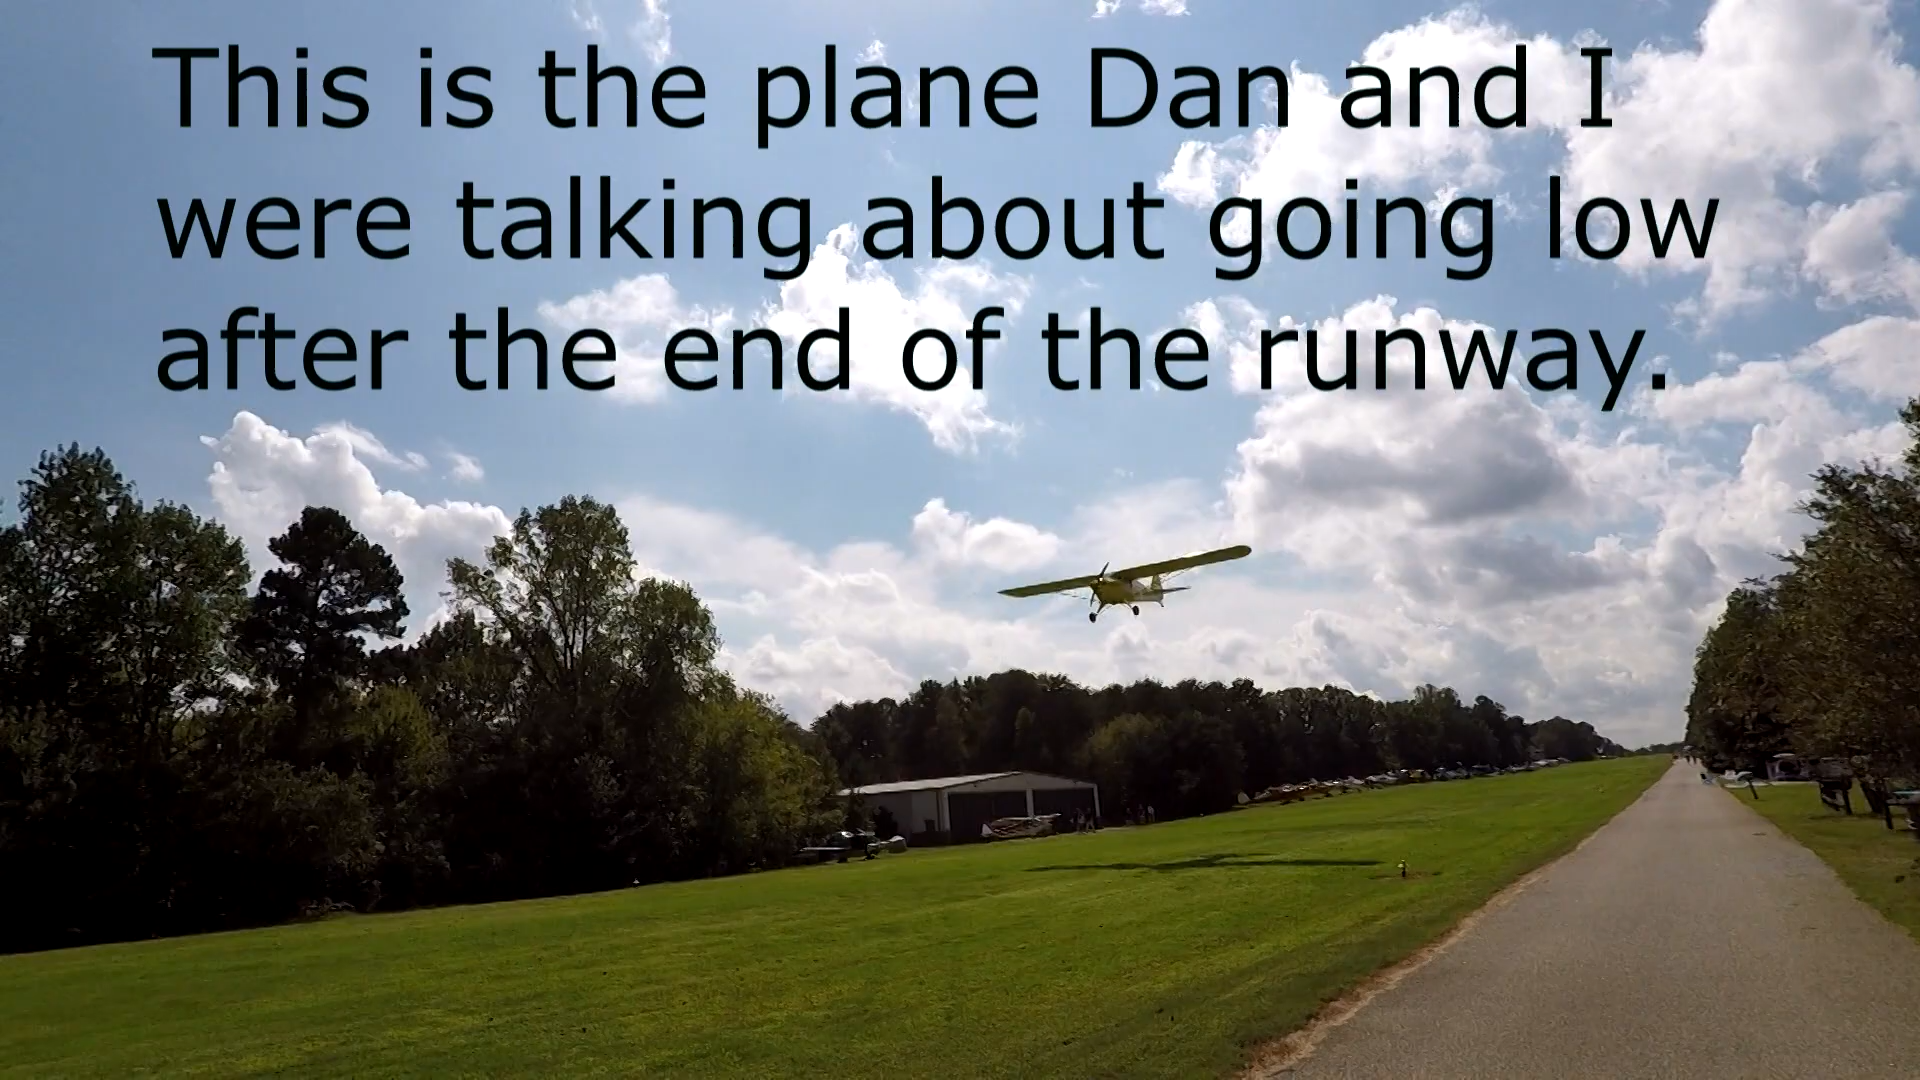 This is the plane Dan and I
were talking about going low
after the end of the runway.